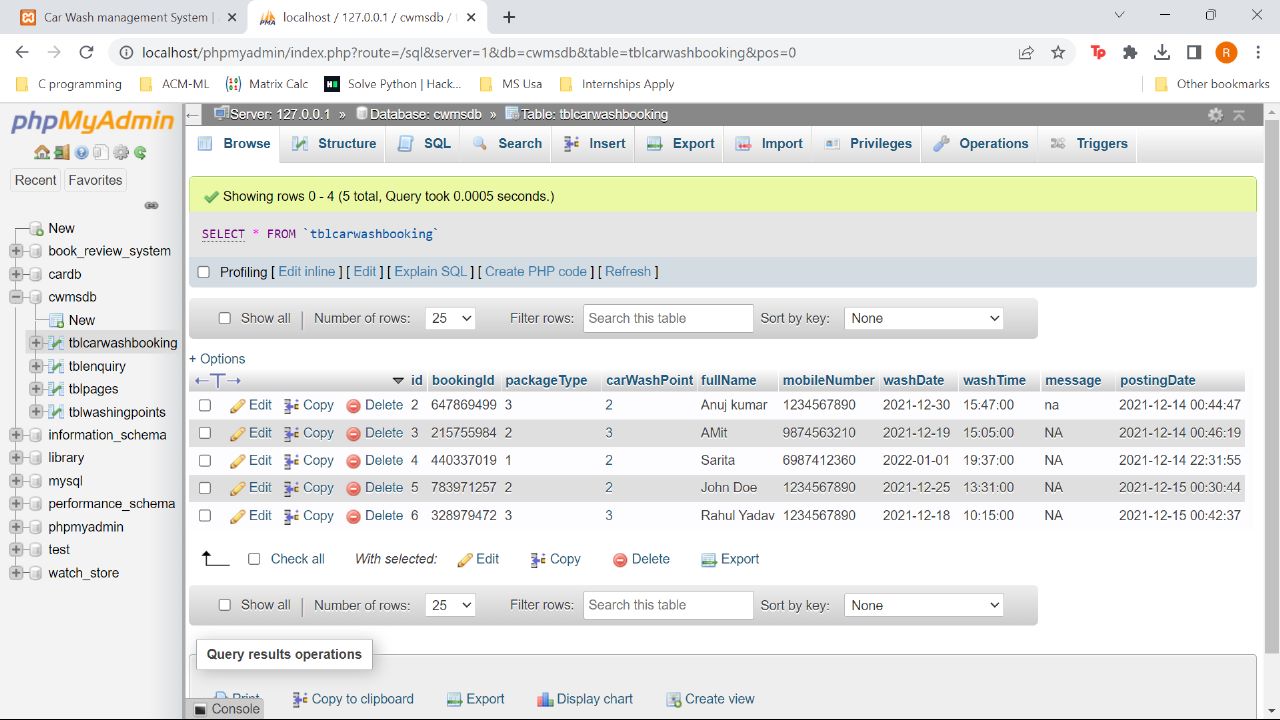 Car Wash management System |
localhost / 127.0.0.1 / cwmsdb /
localhost/phpmyadmin/index.php?route=/sql&server=1&db=cwmsdb&table=tblcarwashbooking&pos=0
Tp
R
C programming ACM-ML Matrix Calc Solve Python | Hack... MS Usa Internships Apply Other bookmarks
phpMyAdmin
Recent Favorites
New
book_review_system
cardb
cwmsdb
New
tblcarwashbooking
tblenquiry
tblpages
tblwashingpoints
information_schema
library
mysql
performance_schema
phpmyadmin
test
watch_store
Server: 127.0.0.1 » Database: cwmsdb » Table: tblcarwashbooking
Browse Structure SQL Search Insert Export Import Privileges Operations Triggers
Showing rows 0 - 4 (5 total, Query took 0.0005 seconds.)
SELECT * FROM `tblcarwashbooking`
Profiling [ Edit inline ] [ Edit ] [ Explain SQL ] [ Create PHP code ] [ Refresh ]
Show all | Number of rows: 25 Filter rows: Search this table Sort by key: None
+ Options
id bookingId packageType carWashPoint fullName mobileNumber washDate washTime message postingDate
Edit Copy Delete 2 647869499 3 2 Anuj kumar 1234567890 2021-12-30 15:47:00 na 2021-12-14 00:44:47
Edit Copy Delete 3 215755984 2 3 AMit 9874563210 2021-12-19 15:05:00 NA 2021-12-14 00:46:19
Edit Copy Delete 4 440337019 1 2 Sarita 6987412360 2022-01-01 19:37:00 NA 2021-12-14 22:31:55
Edit Copy Delete 5 783971257 2 2 John Doe 1234567890 2021-12-25 13:31:00 NA 2021-12-15 00:30:44
Edit Copy Delete 6 328979472 3 3 Rahul Yadav 1234567890 2021-12-18 10:15:00 NA 2021-12-15 00:42:37
Check all With selected: Edit Copy Delete Export
Show all | Number of rows: 25 Filter rows: Search this table Sort by key: None
Query results operations
Print Copy to clipboard Export Display chart Create view
Console